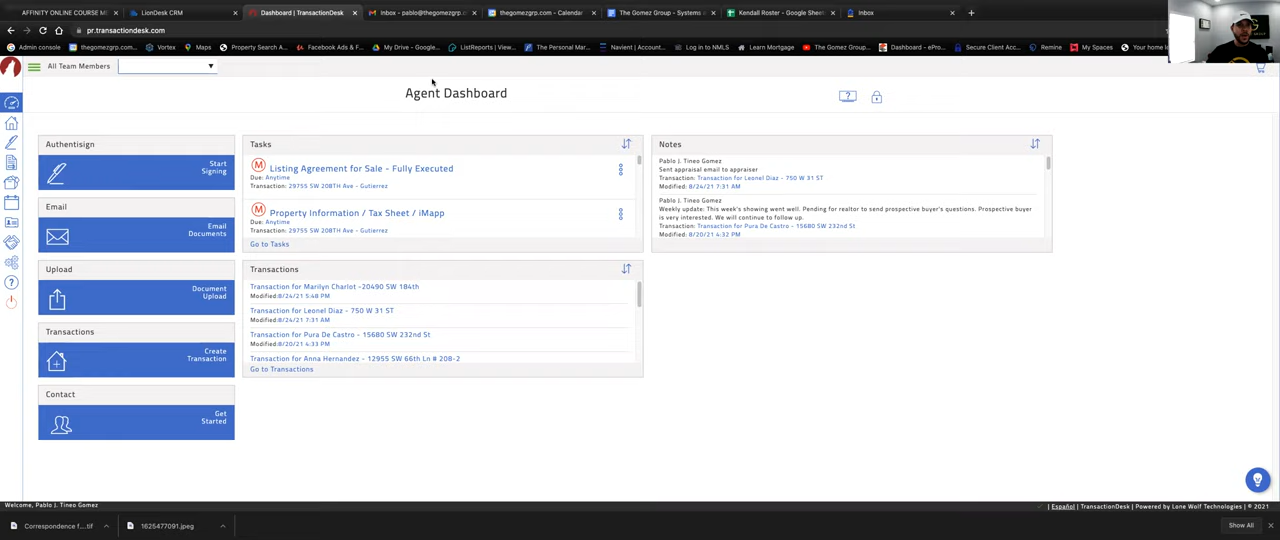 AFFINITY ONLINE COURSE ME
LionDesk CRM
Dashboard | TransactionDesk
Inbox - pablo@thegomezgrp.com
thegomezgrp.com - Calendar
The Gomez Group - Systems a
Kendall Roster - Google Sheet
Inbox
pr.transactiondesk.com
Admin console
thegomezgrp.com...
Vortex
Maps
Property Search A...
Facebook Ads & F...
My Drive - Google...
ListReports | View...
The Personal Mar...
Navient | Account...
Log in to NMLS
Learn Mortgage
The Gomez Group...
Dashboard - ePro...
Secure Client Acc...
Remine
My Spaces
Your home l
All Team Members
Agent Dashboard
Authentisign
Start
Signing
Email
Email
Documents
Upload
Document
Upload
Transactions
Create
Transaction
Contact
Get
Started
Tasks
M Listing Agreement for Sale - Fully Executed
Due: Anytime
Transaction: 29755 SW 208TH Ave - Gutierrez
M Property Information / Tax Sheet / iMapp
Due: Anytime
Transaction: 29755 SW 208TH Ave - Gutierrez
Go to Tasks
Transactions
Transaction for Marilyn Charlot -20490 SW 184th
Modified:8/24/21 5:48 PM
Transaction for Leonel Diaz - 750 W 31 ST
Modified:8/24/21 7:31 AM
Transaction for Pura De Castro - 15680 SW 232nd St
Modified:8/20/21 4:33 PM
Transaction for Anna Hernandez - 12955 SW 66th Ln # 208-2
Go to Transactions
Notes
Pablo J. Tineo Gomez
Sent appraisal email to appraiser
Transaction: Transaction for Leonel Diaz - 750 W 31 ST
Modified: 8/24/21 7:31 AM
Pablo J. Tineo Gomez
Weekly update: This week's showing went well. Pending for realtor to send prospective buyer's questions. Prospective buyer
is very interested. We will continue to follow up.
Transaction: Transaction for Pura De Castro - 15680 SW 232nd St
Modified: 8/20/21 4:32 PM
Welcome, Pablo J. Tineo Gomez
| Español | TransactionDesk | Powered by Lone Wolf Technologies | © 2021
Correspondence f....tif
1625477091.jpeg
Show All